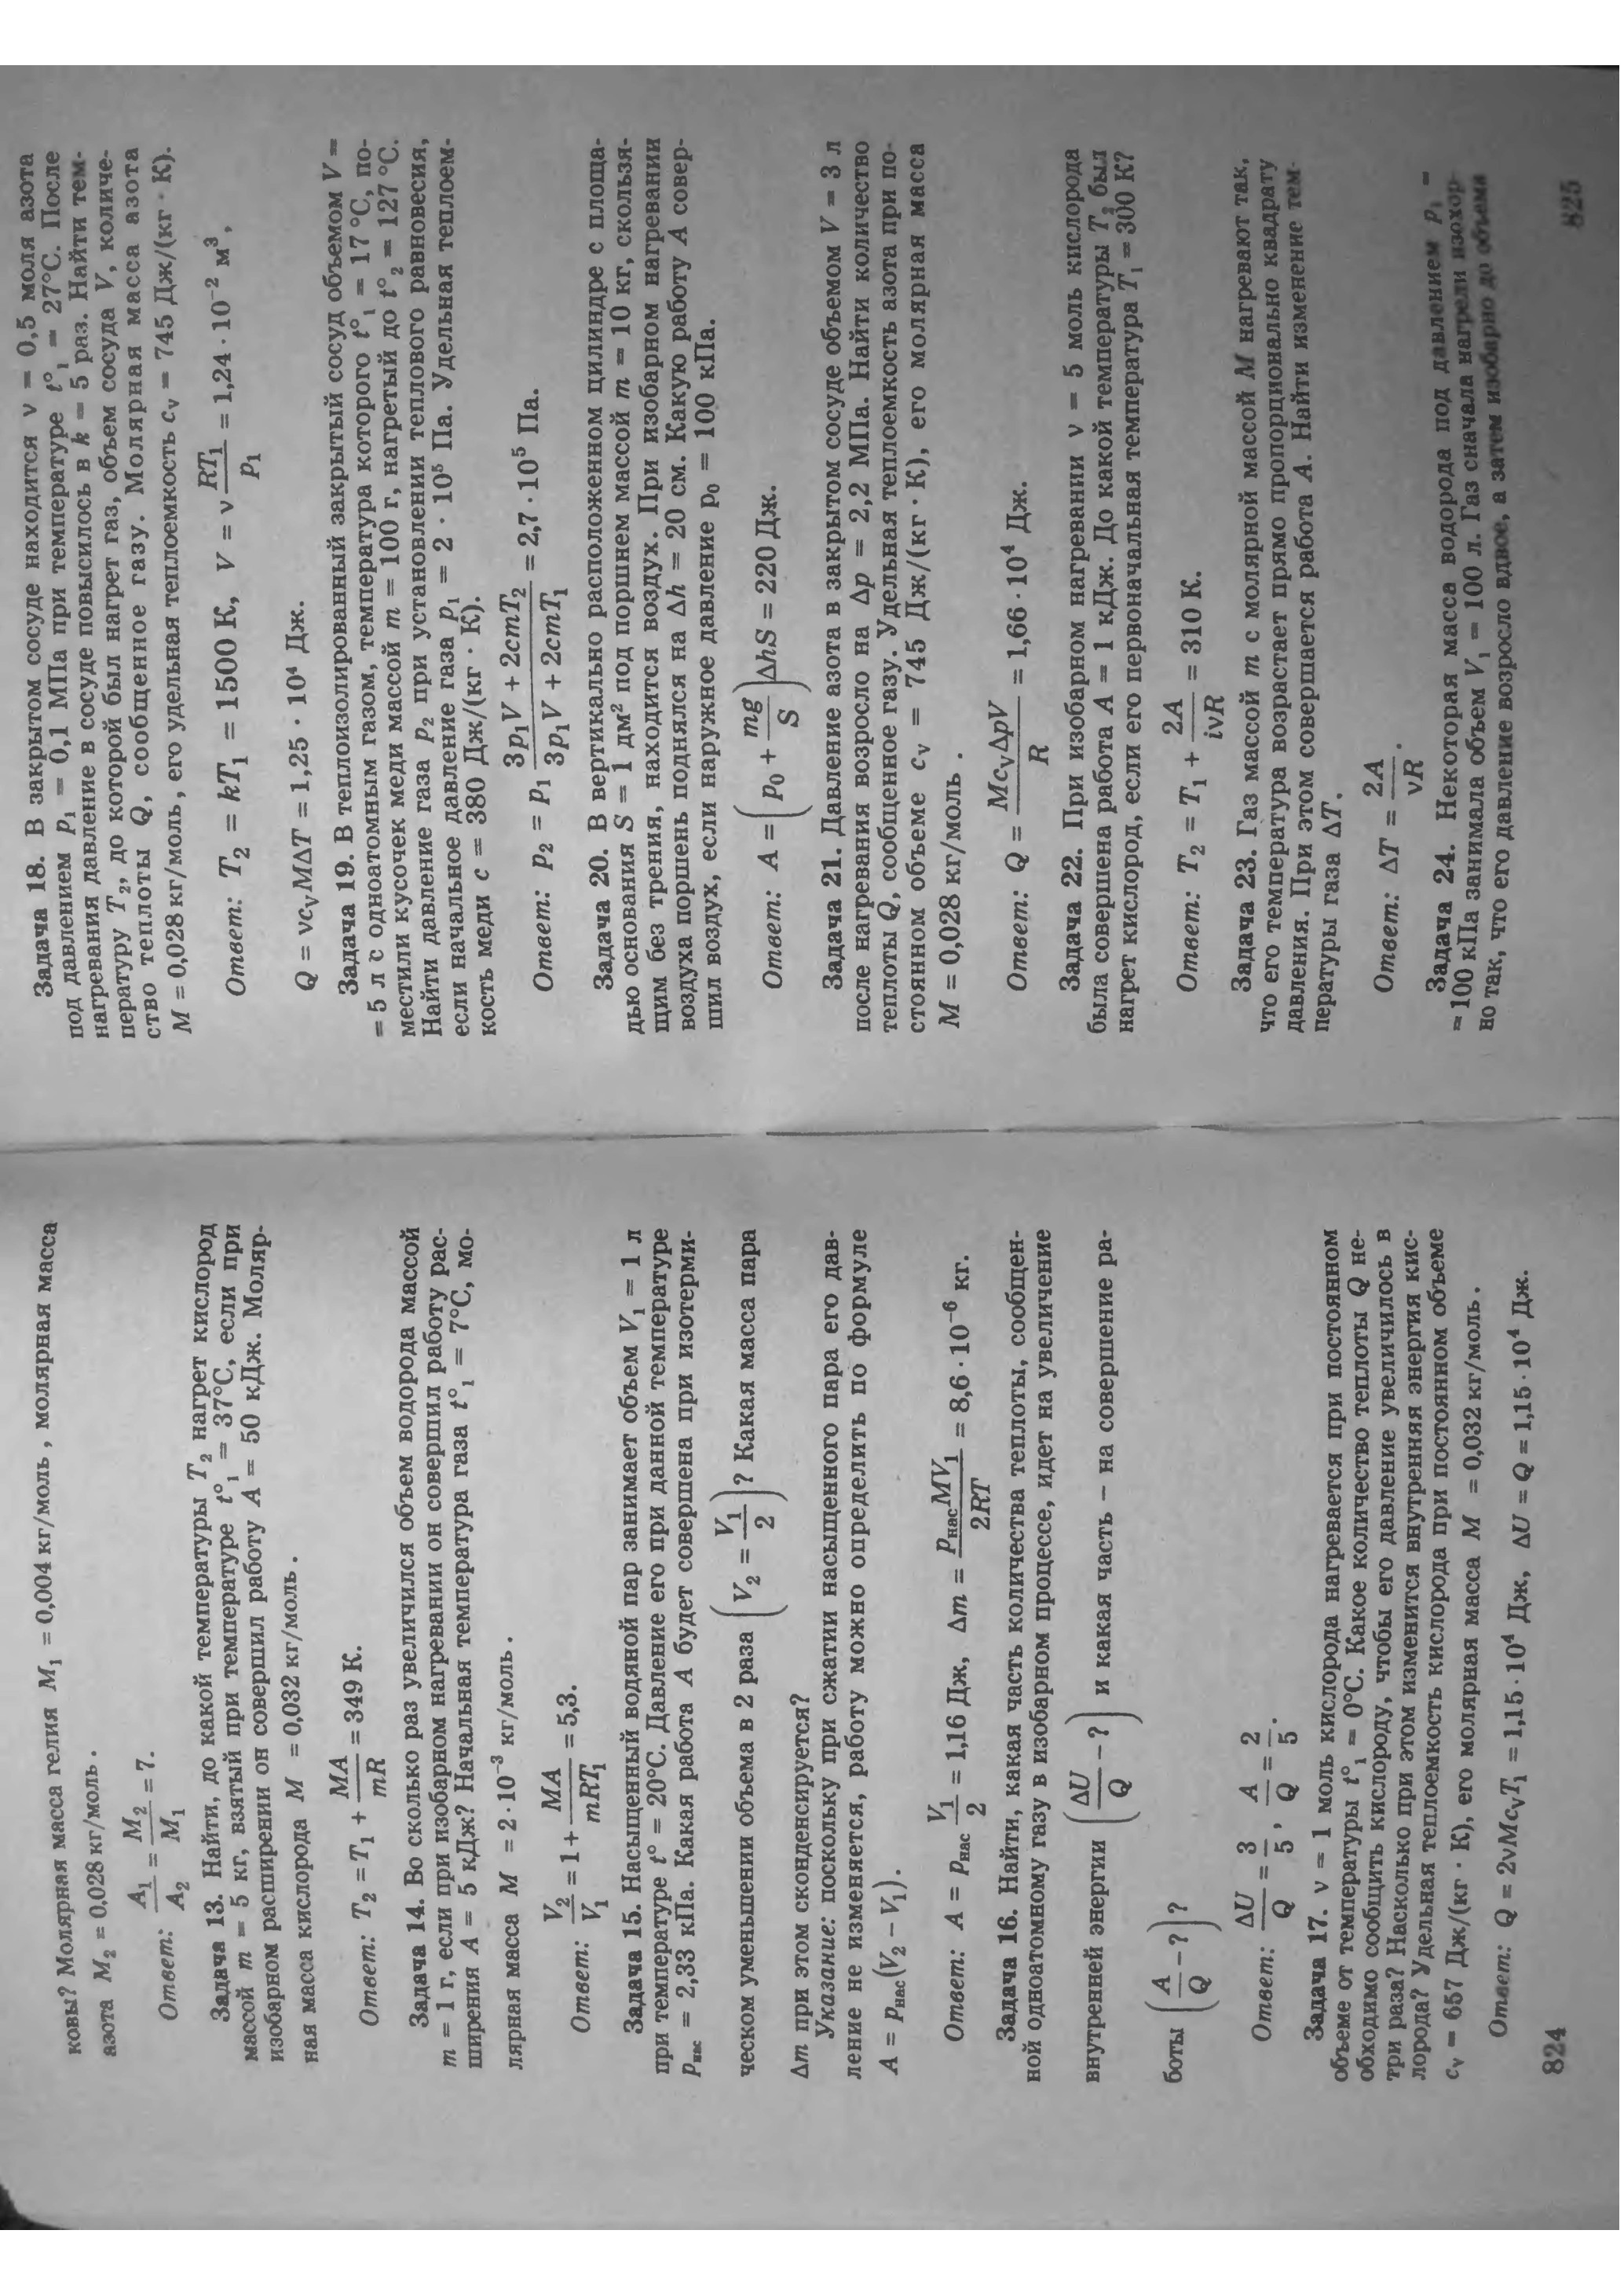 ковы? Молярная масса гелия M₁ = 0,004 кг/моль , молярная масса
азота M₂ = 0,028 кг/моль .
Ответ: A₁/A₂ = M₂/M₁ = 7.
Задача 13. Найти, до какой температуры T₂ нагрет кислород
массой m = 5 кг, взятый при температуре t°₁ = 37°C, если при
изобарном расширении он совершил работу A = 50 кДж. Моляр-
ная масса кислорода M = 0,032 кг/моль .
Ответ: T₂ = T₁ + MA/mR = 349 К.
Задача 14. Во сколько раз увеличился объем водорода массой
m = 1 г, если при изобарном нагревании он совершил работу рас-
ширения A = 5 кДж? Начальная температура газа t°₁ = 7°C, мо-
лярная масса M = 2·10⁻³ кг/моль .
Ответ: V₂/V₁ = 1 + MA/mRT₁ = 5,3.
Задача 15. Насыщенный водяной пар занимает объем V₁ = 1 л
при температуре t° = 20°C. Давление его при данной температуре
pнас = 2,33 кПа. Какая работа A будет совершена при изотерми-
ческом уменьшении объема в 2 раза (V₂ = V₁/2)? Какая масса пара
Δm при этом сконденсируется?
Указание: поскольку при сжатии насыщенного пара его дав-
ление не изменяется, работу можно определить по формуле
A = pнас(V₂ − V₁).
Ответ: A = pнас V₁/2 = 1,16 Дж, Δm = pнасMV₁/2RT = 8,6·10⁻⁶ кг.
Задача 16. Найти, какая часть количества теплоты, сообщен-
ной одноатомному газу в изобарном процессе, идет на увеличение
внутренней энергии (ΔU/Q − ?) и какая часть − на совершение ра-
боты (A/Q − ?)?
Ответ: ΔU/Q = 3/5, A/Q = 2/5.
Задача 17. ν = 1 моль кислорода нагревается при постоянном
объеме от температуры t°₁ = 0°C. Какое количество теплоты Q не-
обходимо сообщить кислороду, чтобы его давление увеличилось в
три раза? Насколько при этом изменится внутренняя энергия кис-
лорода? Удельная теплоемкость кислорода при постоянном объеме
cᵥ = 657 Дж/(кг · К), его молярная масса M = 0,032 кг/моль .
Ответ: Q = 2νMcᵥT₁ = 1,15·10⁴ Дж, ΔU = Q = 1,15·10⁴ Дж.
824
Задача 18. В закрытом сосуде находится ν = 0,5 моля азота
под давлением p₁ = 0,1 МПа при температуре t°₁ = 27°C. После
нагревания давление в сосуде повысилось в k = 5 раз. Найти тем-
пературу T₂, до которой был нагрет газ, объем сосуда V, количе-
ство теплоты Q, сообщенное газу. Молярная масса азота
M = 0,028 кг/моль , его удельная теплоемкость cᵥ = 745 Дж/(кг · К).
Ответ: T₂ = kT₁ = 1500 К, V = ν RT₁/p₁ = 1,24·10⁻² м³,
Q = νcᵥMΔT = 1,25 · 10⁴ Дж.
Задача 19. В теплоизолированный закрытый сосуд объемом V =
= 5 л с одноатомным газом, температура которого t°₁ = 17 °C, по-
местили кусочек меди массой m = 100 г, нагретый до t°₂ = 127 °C.
Найти давление газа p₂ при установлении теплового равновесия,
если начальное давление газа p₁ = 2 · 10⁵ Па. Удельная теплоем-
кость меди c = 380 Дж/(кг · К).
Ответ: p₂ = p₁ (3p₁V + 2cmT₂)/(3p₁V + 2cmT₁) = 2,7·10⁵ Па.
Задача 20. В вертикально расположенном цилиндре с площа-
дью основания S = 1 дм² под поршнем массой m = 10 кг, скользя-
щим без трения, находится воздух. При изобарном нагревании
воздуха поршень поднялся на Δh = 20 см. Какую работу A совер-
шил воздух, если наружное давление p₀ = 100 кПа.
Ответ: A = (p₀ + mg/S)ΔhS = 220 Дж.
Задача 21. Давление азота в закрытом сосуде объемом V = 3 л
после нагревания возросло на Δp = 2,2 МПа. Найти количество
теплоты Q, сообщенное газу. Удельная теплоемкость азота при по-
стоянном объеме cᵥ = 745 Дж/(кг · К), его молярная масса
M = 0,028 кг/моль .
Ответ: Q = McᵥΔpV/R = 1,66·10⁴ Дж.
Задача 22. При изобарном нагревании ν = 5 моль кислорода
была совершена работа A = 1 кДж. До какой температуры T₂ был
нагрет кислород, если его первоначальная температура T₁ = 300 К?
Ответ: T₂ = T₁ + 2A/iνR = 310 К.
Задача 23. Газ массой m с молярной массой M нагревают так,
что его температура возрастает прямо пропорционально квадрату
давления. При этом совершается работа A. Найти изменение тем-
пературы газа ΔT.
Ответ: ΔT = 2A/νR.
Задача 24. Некоторая масса водорода под давлением p₁ =
= 100 кПа занимала объем V₁ = 100 л. Газ сначала нагрели изохор-
но так, что его давление возросло вдвое, а затем изобарно до объема
825